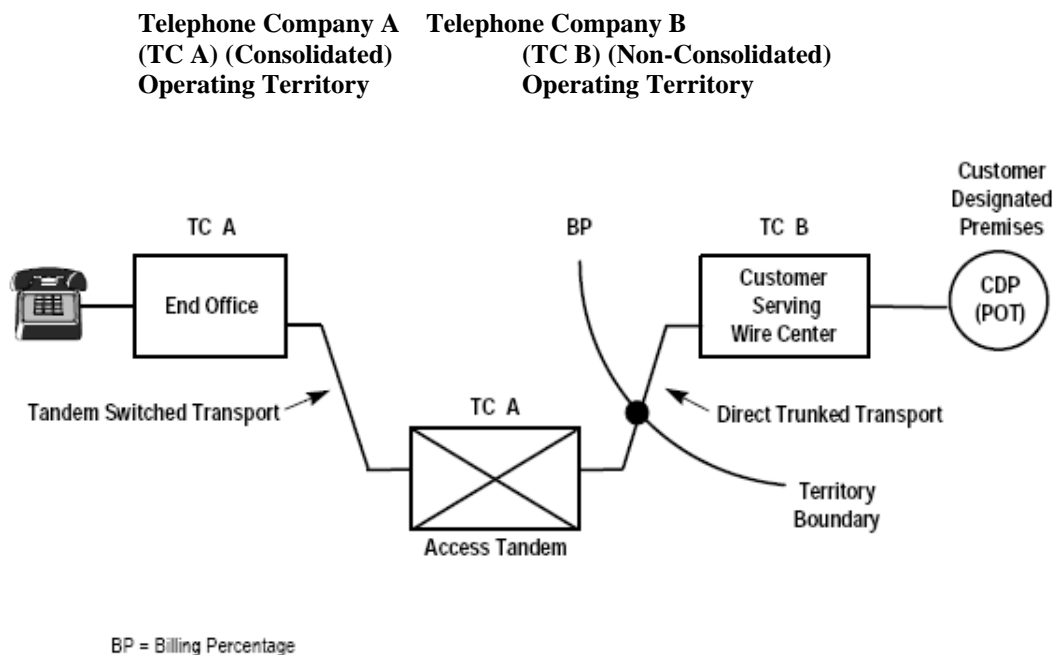 Telephone Company A Telephone Company B
(TC A) (Consolidated) (TC B) (Non-Consolidated)
Operating Territory Operating Territory
Customer
Designated
Premises
TC A
BP
TC B
End Office
Customer
Serving
Wire Center
CDP
(POT)
Tandem Switched Transport
TC A
Direct Trunked Transport
Territory
Boundary
Access Tandem
BP = Billing Percentage